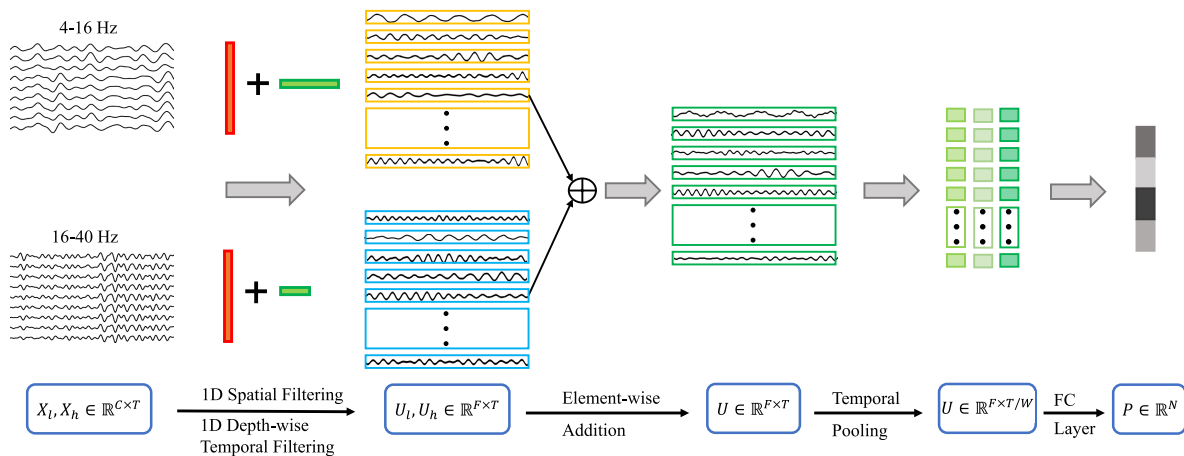 4-16 Hz
16-40 Hz
X_l, X_h ∈ ℝ^{C×T}
1D Spatial Filtering
1D Depth-wise
Temporal Filtering
U_l, U_h ∈ ℝ^{F×T}
Element-wise
Addition
U ∈ ℝ^{F×T}
Temporal
Pooling
U ∈ ℝ^{F×T/W}
FC
Layer
P ∈ ℝ^N